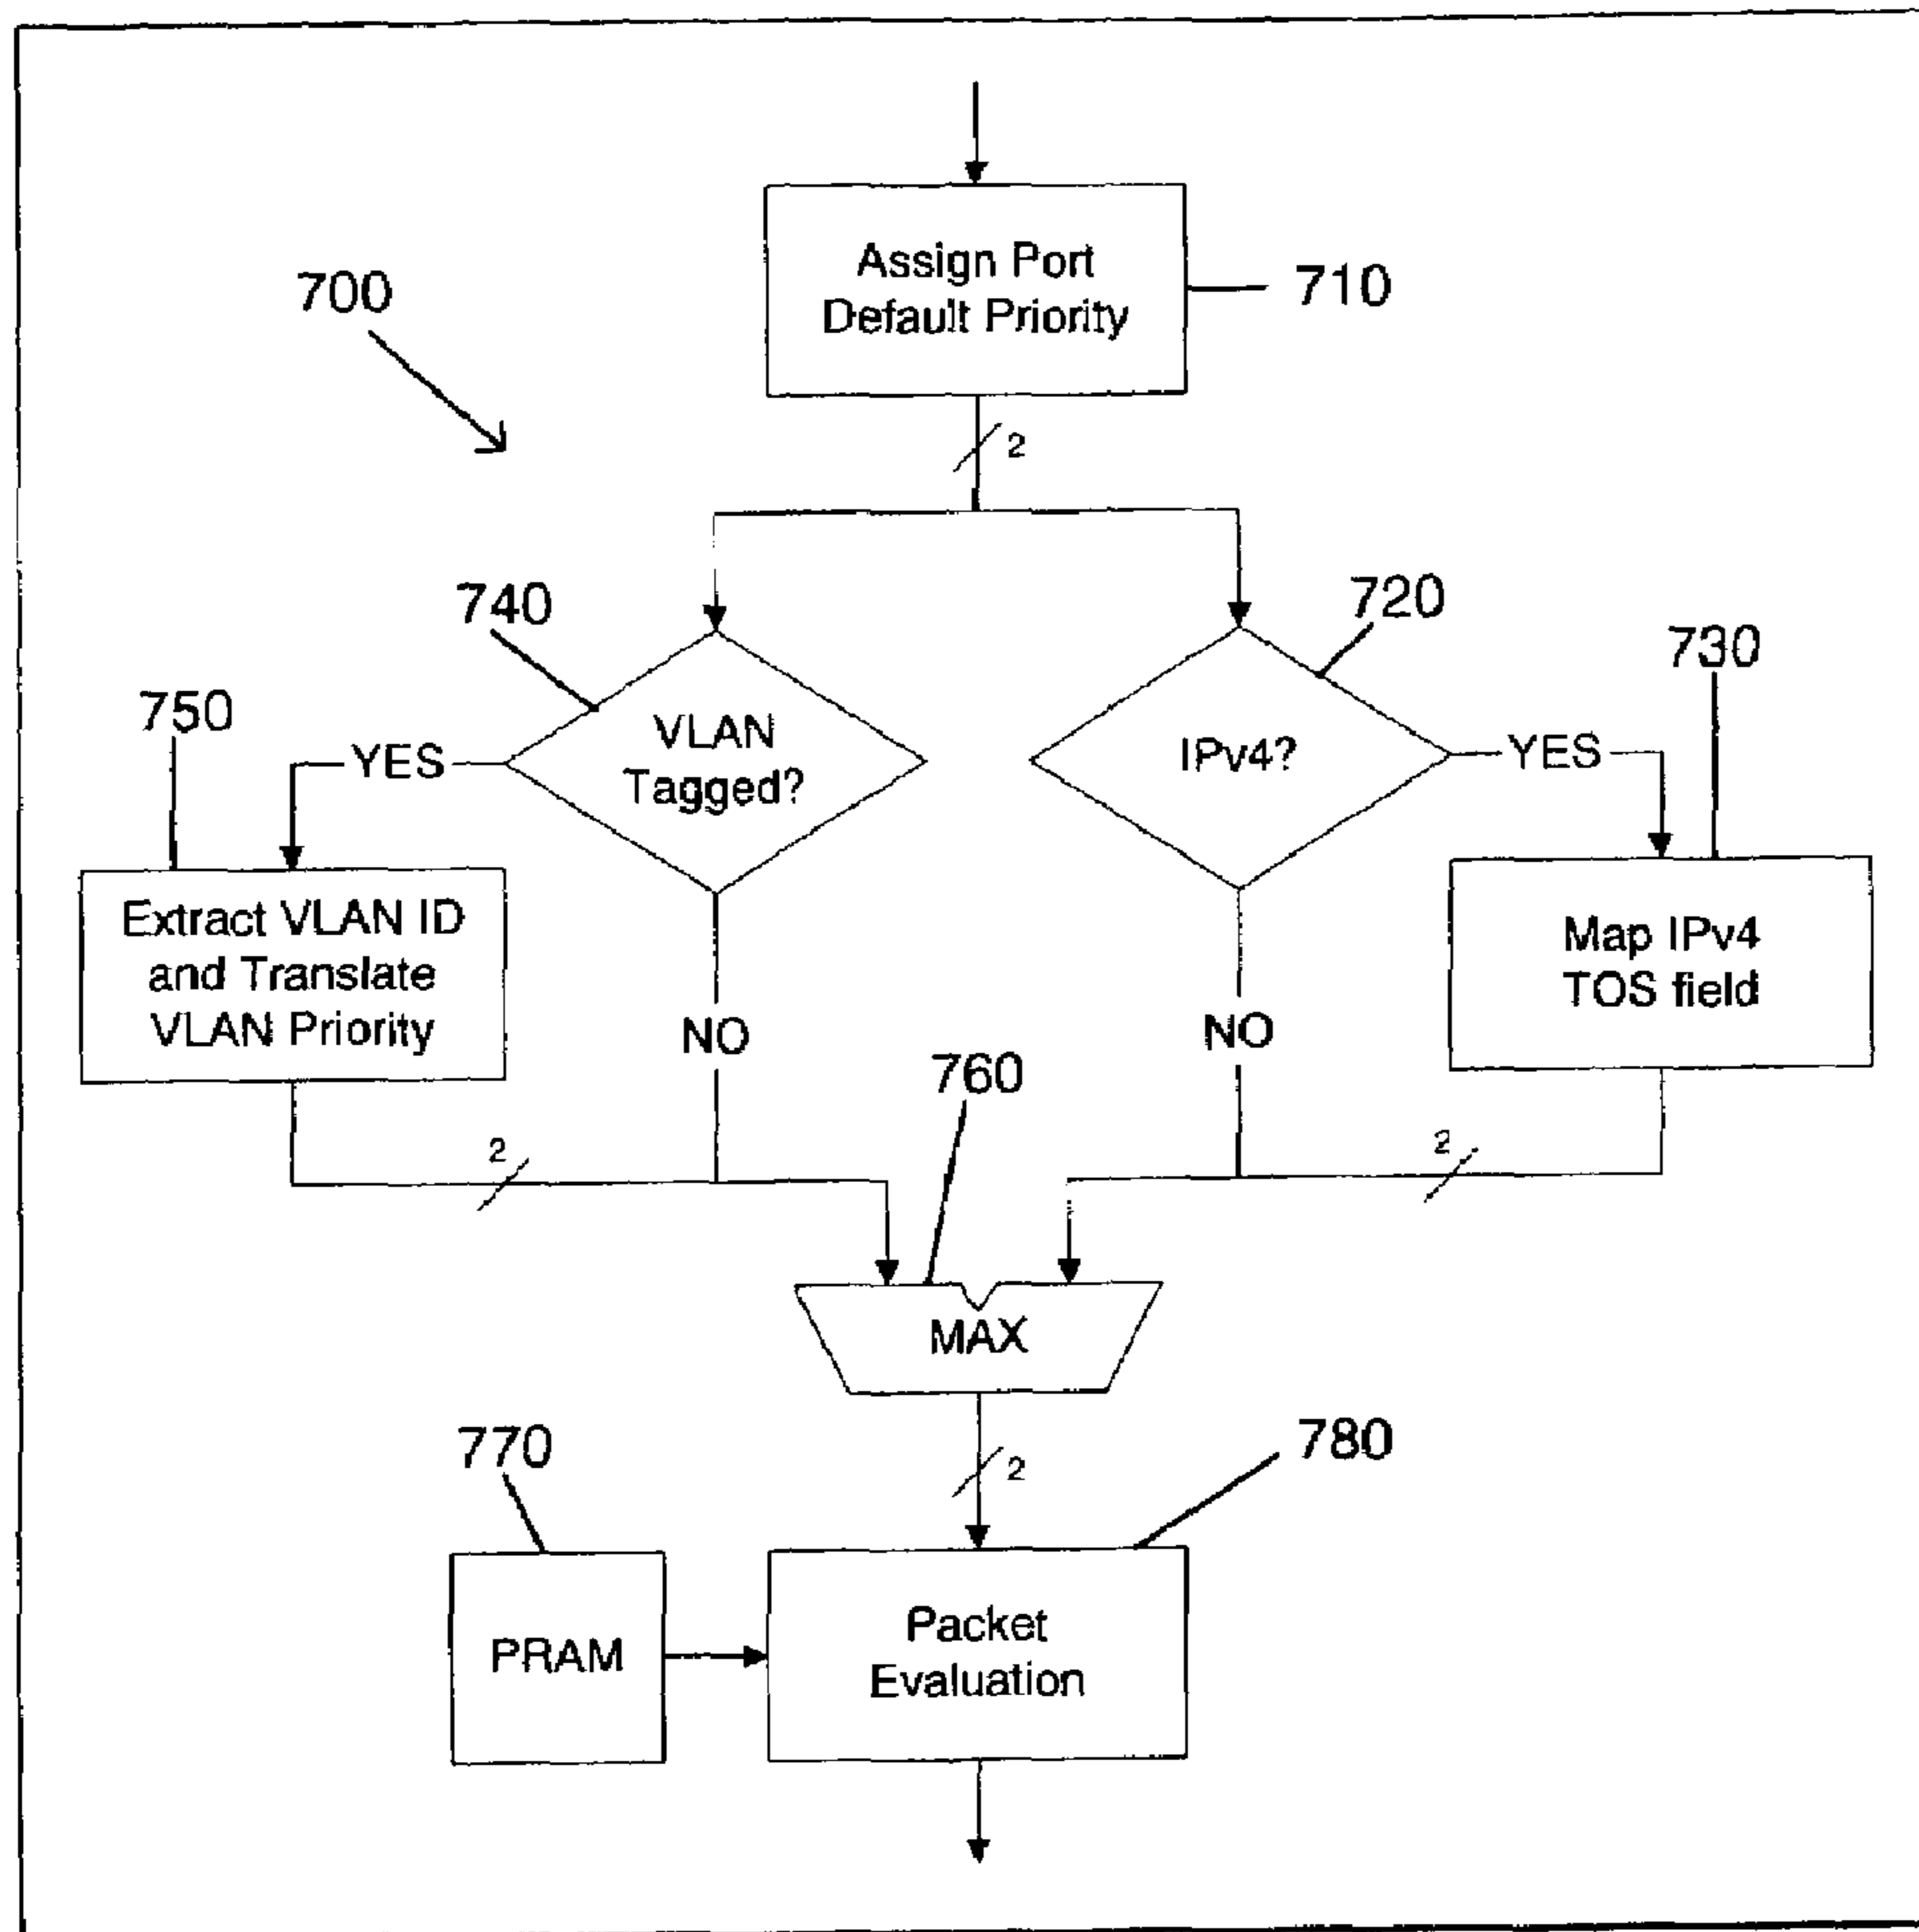 Assign Port
Default Priority
710
700
2
740
720
730
750
VLAN
Tagged?
YES
IPv4?
YES
Extract VLAN ID
and Translate
VLAN Priority
Map IPv4
TOS field
NO
NO
760
2
2
MAX
770
780
2
PRAM
Packet
Evaluation